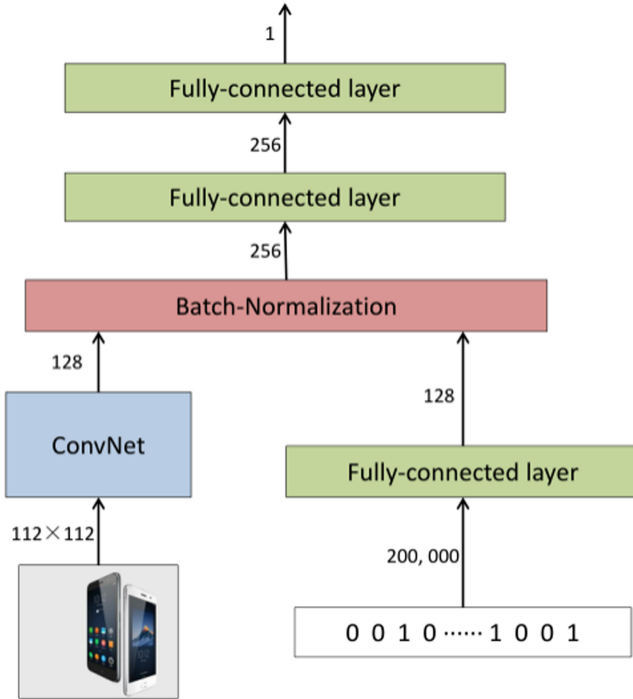 1
Fully-connected layer
256
Fully-connected layer
256
Batch-Normalization
128
128
ConvNet
Fully-connected layer
112×112
200, 000
0 0 1 0 ······ 1 0 0 1